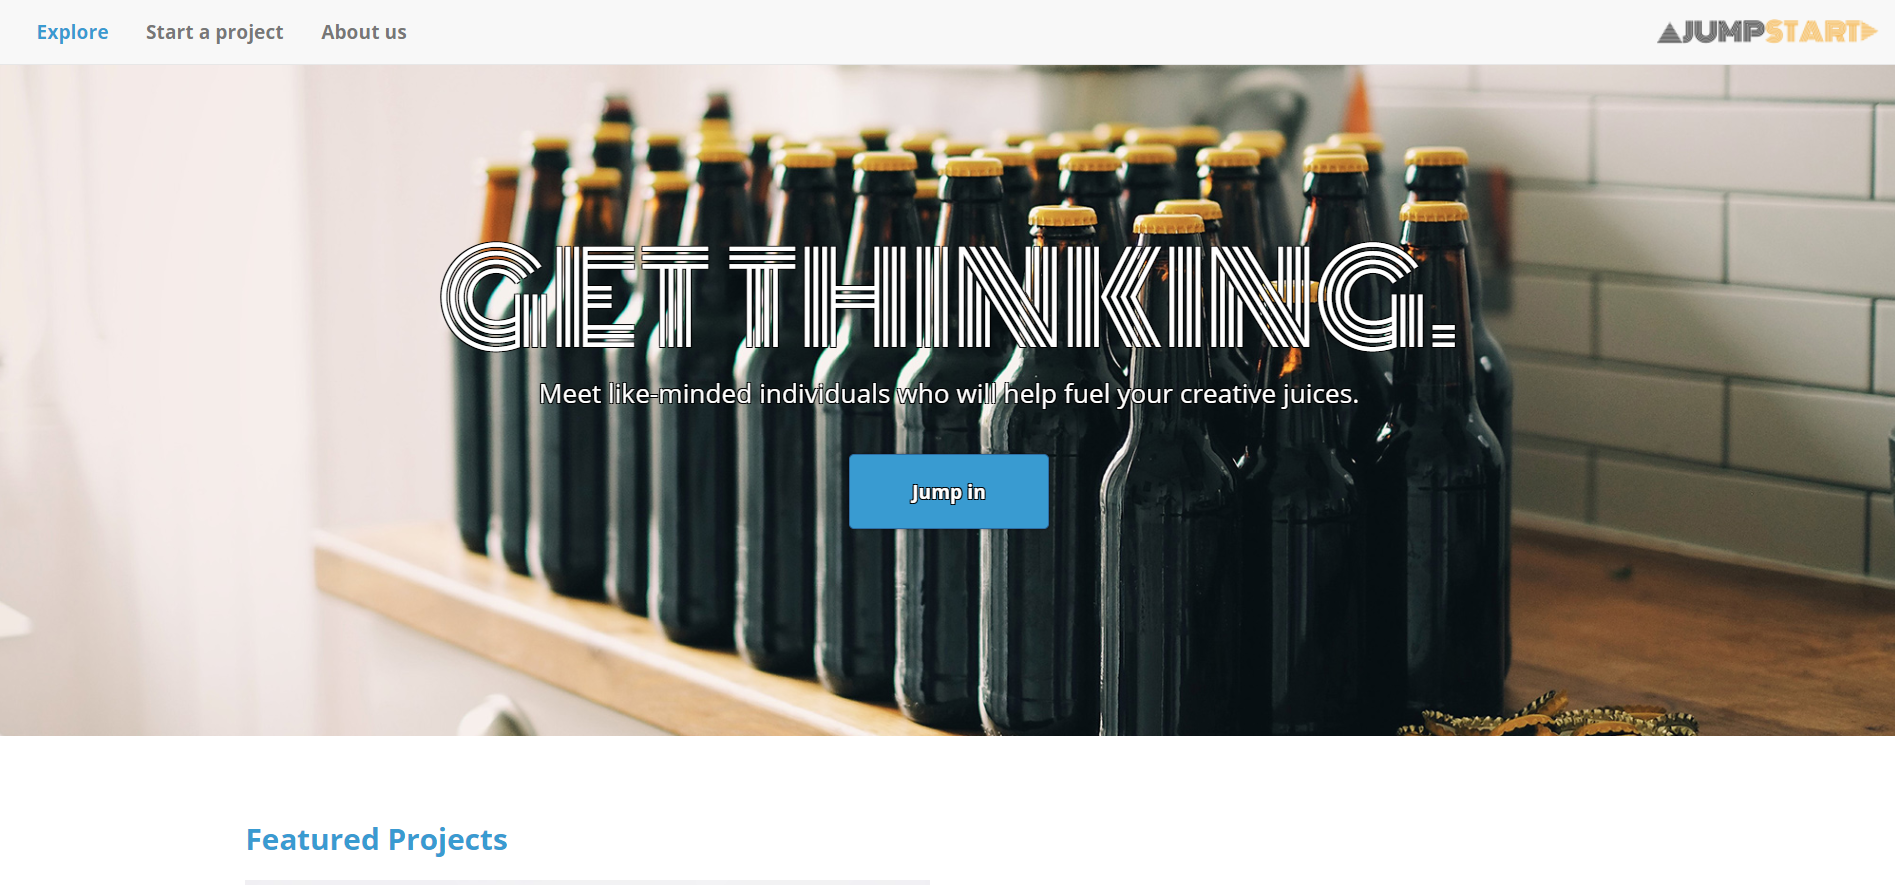 Explore Start a project About us
JUMPSTART
GET THINKING.
Meet like-minded individuals who will help fuel your creative juices.
Jump in
Featured Projects